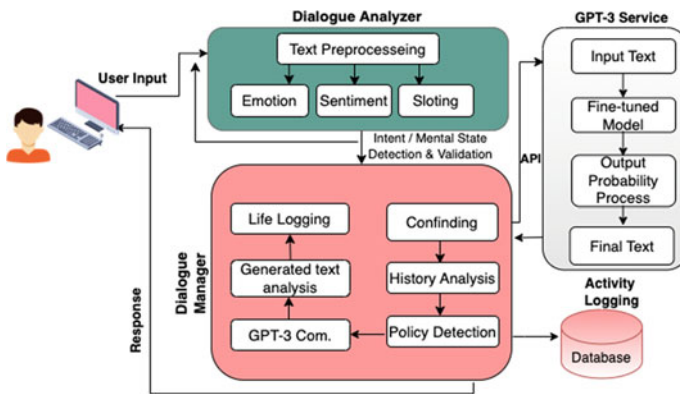 Dialogue Analyzer
GPT-3 Service
User Input
Text Preprocesseing
Emotion
Sentiment
Sloting
Input Text
Fine-tuned
Model
Output
Probability
Process
Final Text
Intent / Mental State
Detection & Validation
API
Dialogue
Manager
Life Logging
Generated text
analysis
GPT-3 Com.
Confinding
History Analysis
Policy Detection
Response
Activity
Logging
Database